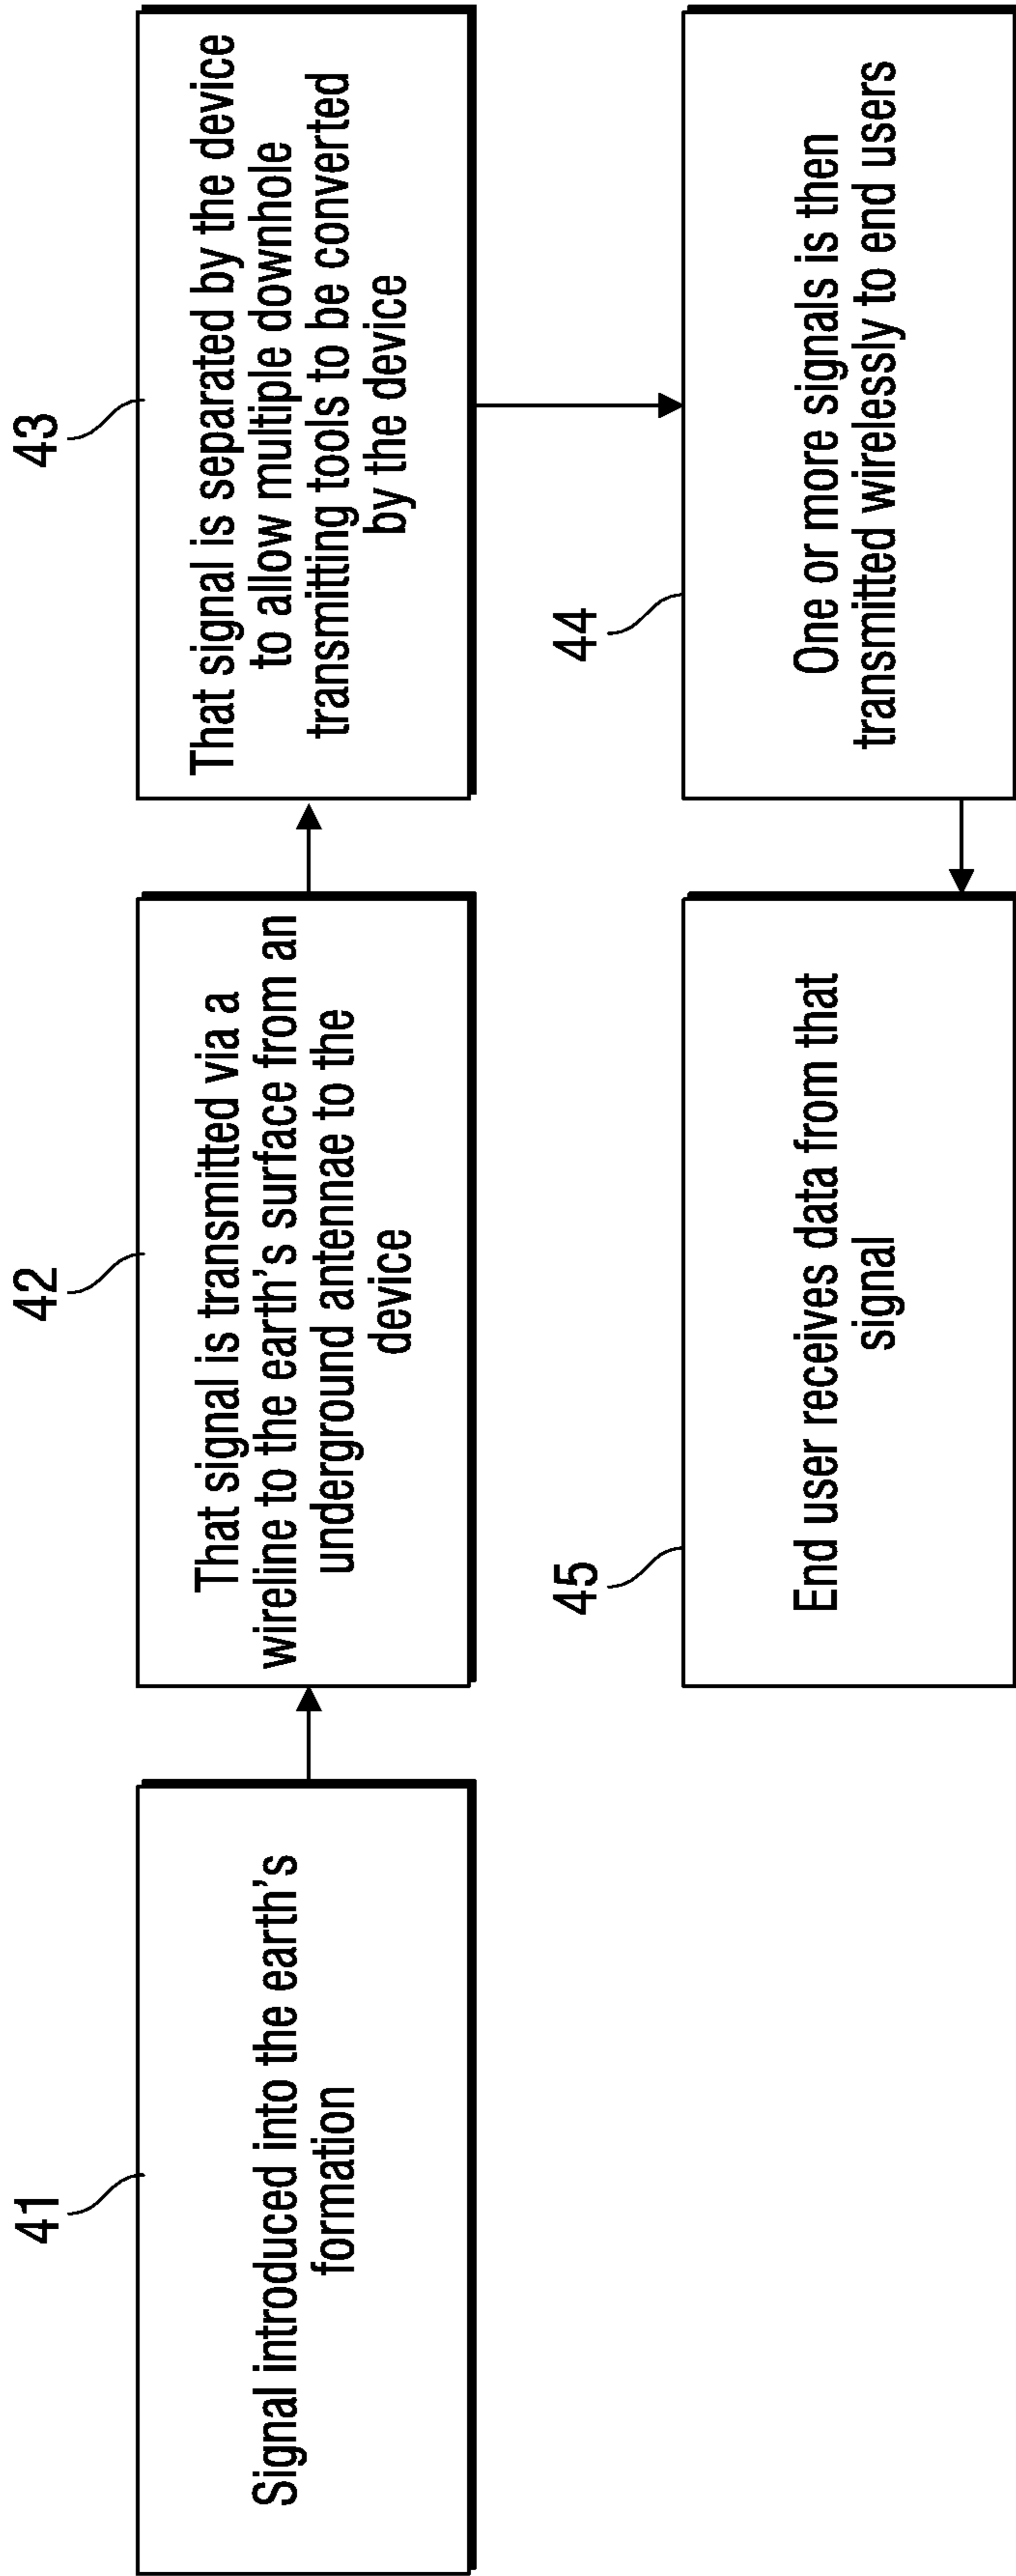 41
Signal introduced into the earth's
formation
42
That signal is transmitted via a
wireline to the earth's surface from an
underground antennae to the
device
43
That signal is separated by the device
to allow multiple downhole
transmitting tools to be converted
by the device
44
One or more signals is then
transmitted wirelessly to end users
45
End user receives data from that
signal